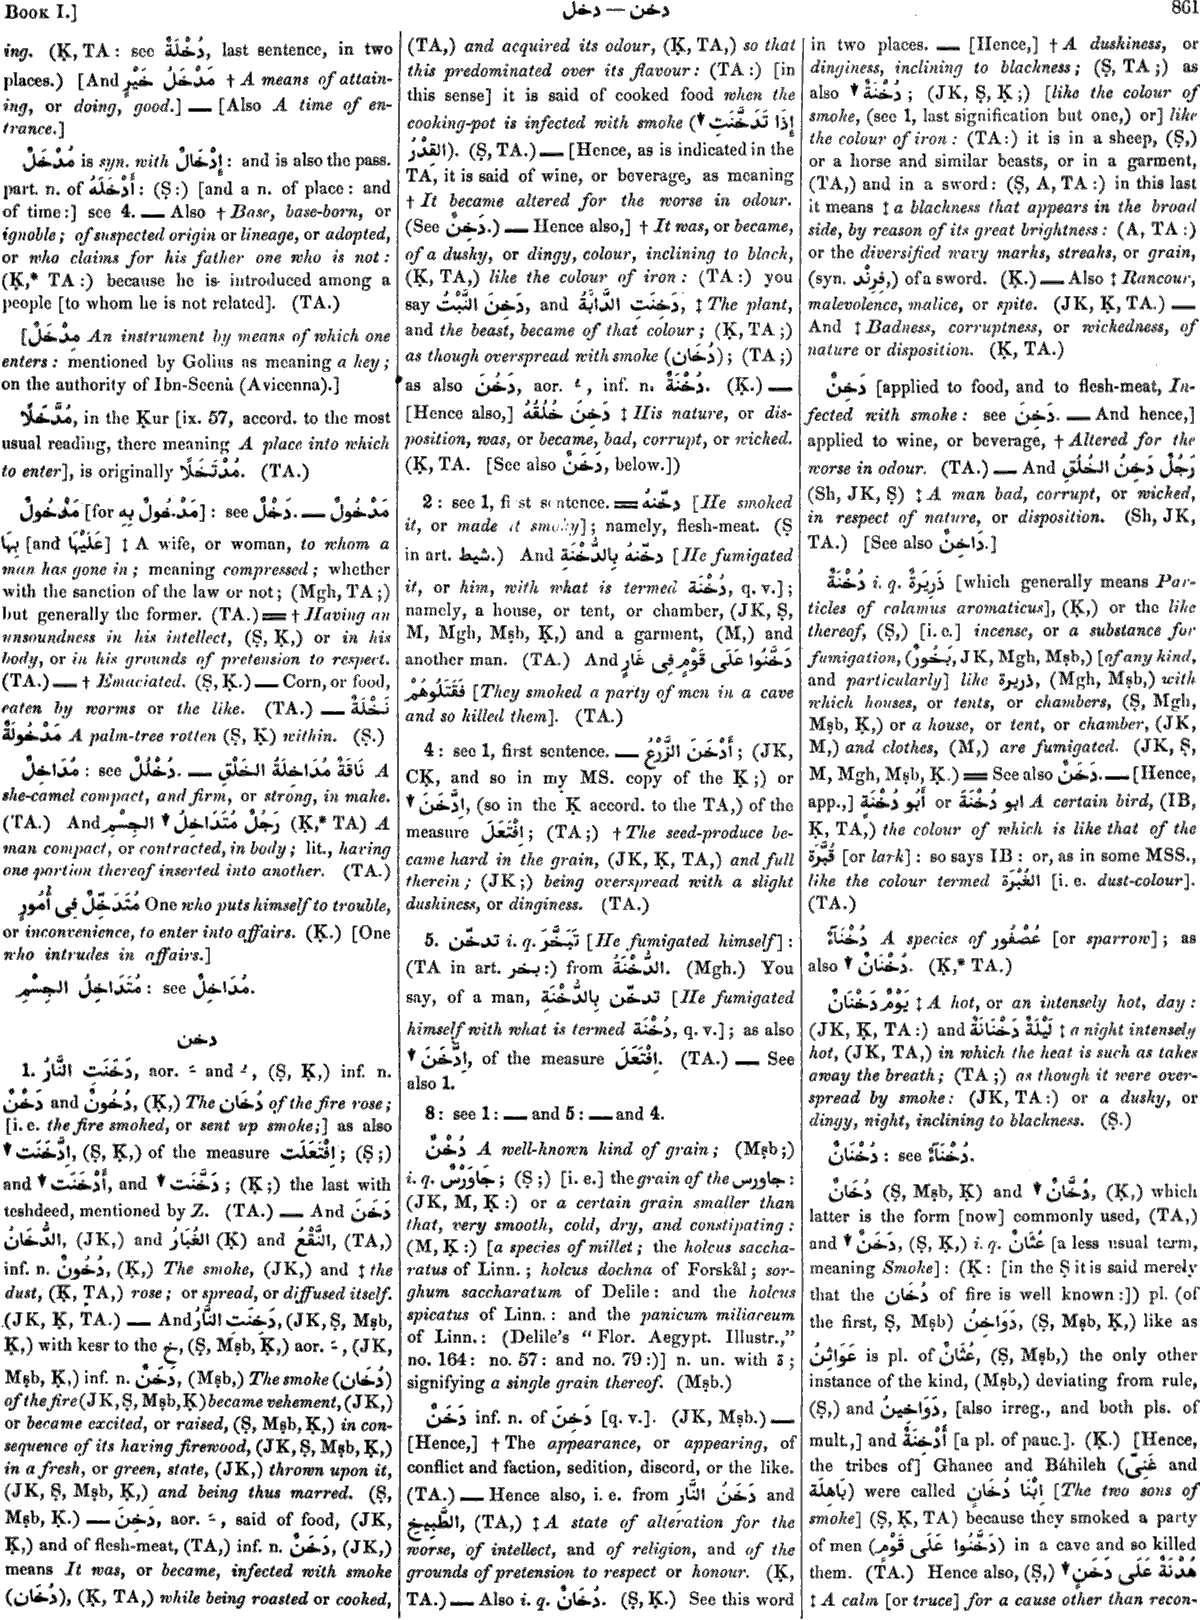 BOOK I.]
دخل — دخن
861
ing. (Ḳ, TA: see دُخْلَةٌ, last sentence, in two
places.) [And مَدْخَلُ خَيْرٍ † A means of attain-
ing, or doing, good.] — [Also A time of en-
trance.]
مُدْخَلٌ is syn. with إِدْخَالٌ: and is also the pass.
part. n. of أَدْخَلَهُ: (Ṣ:) [and a n. of place: and
of time:] see 4. — Also † Base, base-born, or
ignoble; of suspected origin or lineage, or adopted,
or who claims for his father one who is not:
(Ḳ,* TA:) because he is introduced among a
people [to whom he is not related]. (TA.)
[مِدْخَلٌ An instrument by means of which one
enters: mentioned by Golius as meaning a key;
on the authority of Ibn-Seenà (Avicenna).]
مُدَّخَلًا, in the Ḳur [ix. 57, accord. to the most
usual reading, there meaning A place into which
to enter], is originally مُدْتَخَلًا. (TA.)
مَدْخُولٌ [for مَدْخُولٌ بِهِ]: see دَخْلٌ. — مَدْخُولٌ
بِهَا [and عَلَيْهَا] ‡ A wife, or woman, to whom a
man has gone in; meaning compressed; whether
with the sanction of the law or not; (Mgh, TA;)
but generally the former. (TA.) = † Having an
unsoundness in his intellect, (Ṣ, Ḳ,) or in his
body, or in his grounds of pretension to respect.
(TA.) — † Emaciated. (Ṣ, Ḳ.) — Corn, or food,
eaten by worms or the like. (TA.) — نَخْلَةٌ
مَدْخُولَةٌ A palm-tree rotten (Ṣ, Ḳ) within. (Ṣ.)
مُدَاخِلٌ: see دُخْلُلٌ. — نَاقَةٌ مُدَاخَلَةُ الخَلْقِ A
she-camel compact, and firm, or strong, in make.
(TA.) And رَجُلٌ مُتَدَاخِلُ الجِسْمِ (Ḳ,* TA) A
man compact, or contracted, in body; lit., having
one portion thereof inserted into another. (TA.)
مُتَدَخِّلٌ فِى أُمُورٍ One who puts himself to trouble,
or inconvenience, to enter into affairs. (Ḳ.) [One
who intrudes in affairs.]
مُتَدَاخِلُ الجِسْمِ: see مُدَاخِلٌ.
دخن
1. دَخَنَتِ النَّارُ, aor. ـَ and ـُ, (Ṣ, Ḳ,) inf. n.
دَخْنٌ and دُخُونٌ, (Ḳ,) The دُخَان of the fire rose;
[i. e. the fire smoked, or sent up smoke;] as also
اِدَّخَنَت, (Ṣ, Ḳ,) of the measure اِفْتَعَلَت; (Ṣ;)
and أَدْخَنَت, and دَخَّنَت; (Ḳ;) the last with
teshdeed, mentioned by Z. (TA.) — And دَخَنَ
الدُّخَانُ, (JK,) and الغُبَارُ (Ḳ) and النَّقْعُ, (TA,)
inf. n. دُخُونٌ, (Ḳ,) The smoke, (JK,) and ‡ the
dust, (Ḳ, TA,) rose; or spread, or diffused itself.
(JK, Ḳ, TA.) — And دَخِنَتِ النَّارُ, (JK, Ṣ, Mṣb,
Ḳ,) with kesr to the خ, (Ṣ, Mṣb, Ḳ,) aor. ـَ, (JK,
Mṣb, Ḳ,) inf. n. دَخَنٌ, (Mṣb,) The smoke (دُخَان)
of the fire (JK, Ṣ, Mṣb, Ḳ) became vehement, (JK,)
or became excited, or raised, (Ṣ, Mṣb, Ḳ,) in con-
sequence of its having firewood, (JK, Ṣ, Mṣb, Ḳ,)
in a fresh, or green, state, (JK,) thrown upon it,
(JK, Ṣ, Mṣb, Ḳ,) and being thus marred. (Ṣ,
Mṣb, Ḳ.) — دَخِنَ, aor. ـَ, said of food, (JK,
Ḳ,) and of flesh-meat, (TA,) inf. n. دَخَنٌ, (JK,)
means It was, or became, infected with smoke
(دُخَان), (Ḳ, TA,) while being roasted or cooked,
(TA,) and acquired its odour, (Ḳ, TA,) so that
this predominated over its flavour: (TA:) [in
this sense] it is said of cooked food when the
cooking-pot is infected with smoke (إِذَا تَدَخَّنَتِ
القِدْرُ). (Ṣ, TA.) — [Hence, as is indicated in the
TA, it is said of wine, or beverage, as meaning
† It became altered for the worse in odour.
(See دَخِنٌ.) — Hence also,] † It was, or became,
of a dusky, or dingy, colour, inclining to black,
(Ḳ, TA,) like the colour of iron: (TA:) you
say دَخِنَ النَّبْتُ, and دَخِنَتِ الدَّابَّةُ, ‡ The plant,
and the beast, became of that colour; (Ḳ, TA;)
as though overspread with smoke (دُخَان); (TA;)
as also دَخُنَ, aor. ـُ, inf. n. دُخْنَةٌ. (Ḳ.) —
[Hence also,] دَخِنَ خُلُقُهُ ‡ His nature, or dis-
position, was, or became, bad, corrupt, or wicked.
(Ḳ, TA. [See also دَخَنٌ, below.])
2: see 1, first sentence. = دخّنهُ [He smoked
it, or made it smoky]; namely, flesh-meat. (Ṣ
in art. شيط.) And دخّنهُ بِالدُّخْنَةِ [He fumigated
it, or him, with what is termed دُخْنَة, q. v.];
namely, a house, or tent, or chamber, (JK, Ṣ,
M, Mgh, Mṣb, Ḳ,) and a garment, (M,) and
another man. (TA.) And دَخَّنُوا عَلَى قَوْمٍ فِى غَارٍ
فَقَتَلُوهُمْ [They smoked a party of men in a cave
and so killed them]. (TA.)
4: see 1, first sentence. — أَدْخَنَ الزَّرْعُ; (JK,
CḲ, and so in my MS. copy of the Ḳ;) or
اِدَّخَنَ, (so in the Ḳ accord. to the TA,) of the
measure اِفْتَعَلَ; (TA;) † The seed-produce be-
came hard in the grain, (JK, Ḳ, TA,) and full
therein; (JK;) being overspread with a slight
duskiness, or dinginess. (TA.)
5. تدخّن i. q. تَبَخَّرَ [He fumigated himself]:
(TA in art. بخر:) from الدُّخْنَةُ. (Mgh.) You
say, of a man, تدخّن بِالدُّخْنَةِ [He fumigated
himself with what is termed دُخْنَة, q. v.]; as also
اِدَّخَنَ, of the measure اِفْتَعَلَ. (TA.) — See
also 1.
8: see 1: — and 5: — and 4.
دُخْنٌ A well-known kind of grain; (Mṣb;)
i. q. جَاوَرْسٌ; (Ṣ;) [i. e.] the grain of the جاورس:
(JK, M, Ḳ:) or a certain grain smaller than
that, very smooth, cold, dry, and constipating:
(M, Ḳ:) [a species of millet; the holcus saccha-
ratus of Linn.; holcus dochna of Forskål; sor-
ghum saccharatum of Delile: and the holcus
spicatus of Linn.: and the panicum miliaceum
of Linn.: (Delile's "Flor. Aegypt. Illustr.,"
no. 164: no. 57: and no. 79:)] n. un. with ة;
signifying a single grain thereof. (Mṣb.)
دَخَنٌ inf. n. of دَخِنَ [q. v.]. (JK, Mṣb.) —
[Hence,] † The appearance, or appearing, of
conflict and faction, sedition, discord, or the like.
(TA.) — Hence also, i. e. from دَخَنُ النَّارِ and
الطَّبِيخِ, (TA,) ‡ A state of alteration for the
worse, of intellect, and of religion, and of the
grounds of pretension to respect or honour. (Ḳ,
TA.) — Also i. q. دُخَانٌ. (Ṣ, Ḳ.) See this word
in two places. — [Hence,] † A duskiness, or
dinginess, inclining to blackness; (Ṣ, TA;) as
also دُخْنَةٌ; (JK, Ṣ, Ḳ;) [like the colour of
smoke, (see 1, last signification but one,) or] like
the colour of iron: (TA:) it is in a sheep, (Ṣ,)
or a horse and similar beasts, or in a garment,
(TA,) and in a sword: (Ṣ, A, TA:) in this last
it means ‡ a blackness that appears in the broad
side, by reason of its great brightness: (A, TA:)
or the diversified wavy marks, streaks, or grain,
(syn. فِرِنْد,) of a sword. (Ḳ.) — Also ‡ Rancour,
malevolence, malice, or spite. (JK, Ḳ, TA.) —
And ‡ Badness, corruptness, or wickedness, of
nature or disposition. (Ḳ, TA.)
دَخِنٌ [applied to food, and to flesh-meat, In-
fected with smoke: see دَخِنَ. — And hence,]
applied to wine, or beverage, † Altered for the
worse in odour. (TA.) — And رَجُلٌ دَخِنُ الخُلُقِ
(Sh, JK, Ṣ) ‡ A man bad, corrupt, or wicked,
in respect of nature, or disposition. (Sh, JK,
TA.) [See also دَاخِنٌ.]
دُخْنَةٌ i. q. ذَرِيرَةٌ [which generally means Par-
ticles of calamus aromaticus], (Ḳ,) or the like
thereof, (Ṣ,) [i. e.] incense, or a substance for
fumigation, (بَخُورٌ, JK, Mgh, Mṣb,) [of any kind,
and particularly] like ذريرة, (Mgh, Mṣb,) with
which houses, or tents, or chambers, (Ṣ, Mgh,
Mṣb, Ḳ,) or a house, or tent, or chamber, (JK,
M,) and clothes, (M,) are fumigated. (JK, Ṣ,
M, Mgh, Mṣb, Ḳ.) = See also دَخَنٌ. — [Hence,
app.,] أَبُو دُخْنَةٍ or ابو دُخْنَةَ A certain bird, (IB,
Ḳ, TA,) the colour of which is like that of the
قُبَّرَة [or lark]: so says IB: or, as in some MSS.,
like the colour termed الغُبْرَة [i. e. dust-colour].
(TA.)
دُخْنَآءُ A species of عُصْفُور [or sparrow]; as
also دُخْنَانٌ. (Ḳ,* TA.)
يَوْمٌ دَخْنَانٌ ‡ A hot, or an intensely hot, day:
(JK, Ḳ, TA:) and لَيْلَةٌ دَخْنَانَةٌ ‡ a night intensely
hot, (JK, TA,) in which the heat is such as takes
away the breath; (TA;) as though it were over-
spread by smoke: (JK, TA:) or a dusky, or
dingy, night, inclining to blackness. (Ṣ.)
دُخْنَانٌ: see دُخْنَآءُ.
دُخَانٌ (Ṣ, Mṣb, Ḳ) and دُخَّانٌ, (Ḳ,) which
latter is the form [now] commonly used, (TA,)
and دَخَنٌ, (Ṣ, Ḳ,) i. q. عُثَانٌ [a less usual term,
meaning Smoke]: (Ḳ: [in the Ṣ it is said merely
that the دُخَان of fire is well known:]) pl. (of
the first, Ṣ, Mṣb) دَوَاخِنُ, (Ṣ, Mṣb, Ḳ,) like as
عَوَاثِنُ is pl. of عُثَانٌ, (Ṣ, Mṣb,) the only other
instance of the kind, (Mṣb,) deviating from rule,
(Ṣ,) and دَوَاخِينُ, [also irreg., and both pls. of
mult.,] and أَدْخِنَةٌ [a pl. of pauc.]. (Ḳ.) [Hence,
the tribes of] Ghanee and Báhileh (غَنِىّ and
بَاهِلَة) were called اِبْنَا دُخَانٍ [The two sons of
smoke] (Ṣ, Ḳ, TA) because they smoked a party
of men (دَخَّنُوا عَلَى قَوْمٍ) in a cave and so killed
them. (TA.) Hence also, (Ṣ,) هُدْنَةٌ عَلَى دَخَنٍ
‡ A calm [or truce] for a cause other than recon-